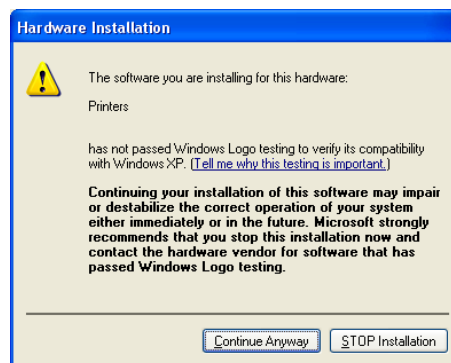 Hardware Installation
The software you are installing for this hardware:
Printers
has not passed Windows Logo testing to verify its compatibility
with Windows XP. (Tell me why this testing is important.)
Continuing your installation of this software may impair
or destabilize the correct operation of your system
either immediately or in the future. Microsoft strongly
recommends that you stop this installation now and
contact the hardware vendor for software that has
passed Windows Logo testing.
Continue Anyway
STOP Installation